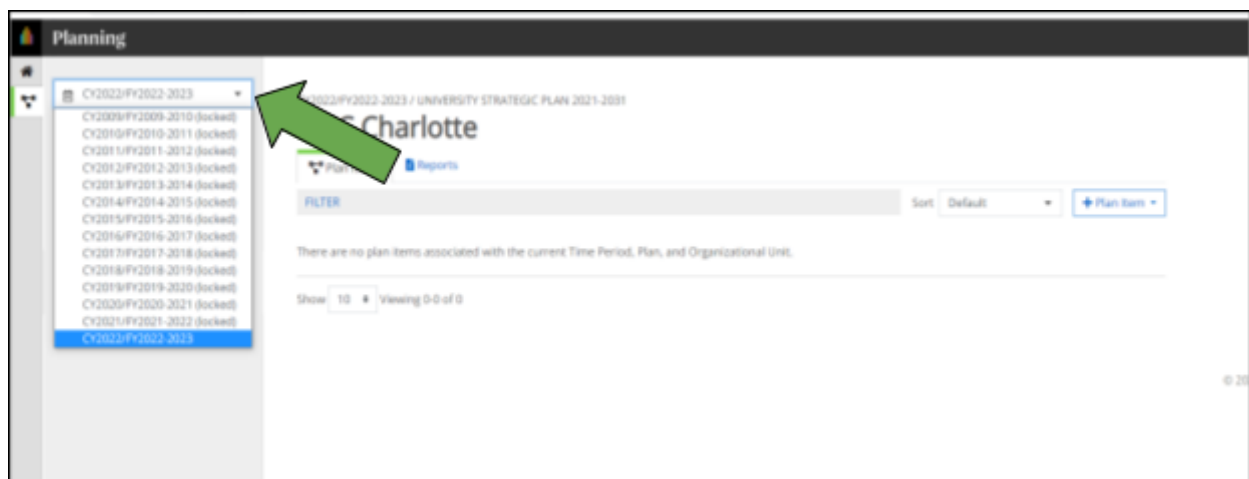 Planning
CY2022/FY2022-2023
CY2009/FY2009-2010 (locked)
CY2010/FY2010-2011 (locked)
CY2011/FY2011-2012 (locked)
CY2012/FY2012-2013 (locked)
CY2013/FY2013-2014 (locked)
CY2014/FY2014-2015 (locked)
CY2015/FY2015-2016 (locked)
CY2016/FY2016-2017 (locked)
CY2017/FY2017-2018 (locked)
CY2018/FY2018-2019 (locked)
CY2019/FY2019-2020 (locked)
CY2020/FY2020-2021 (locked)
CY2021/FY2021-2022 (locked)
CY2022/FY2022-2023
2022/FY2022-2023 / UNIVERSITY STRATEGIC PLAN 2021-2031
Charlotte
Plan
Reports
FILTER
Sort Default
+ Plan Item
There are no plan items associated with the current Time Period, Plan, and Organizational Unit.
Show 10 Viewing 0-0 of 0
© 20